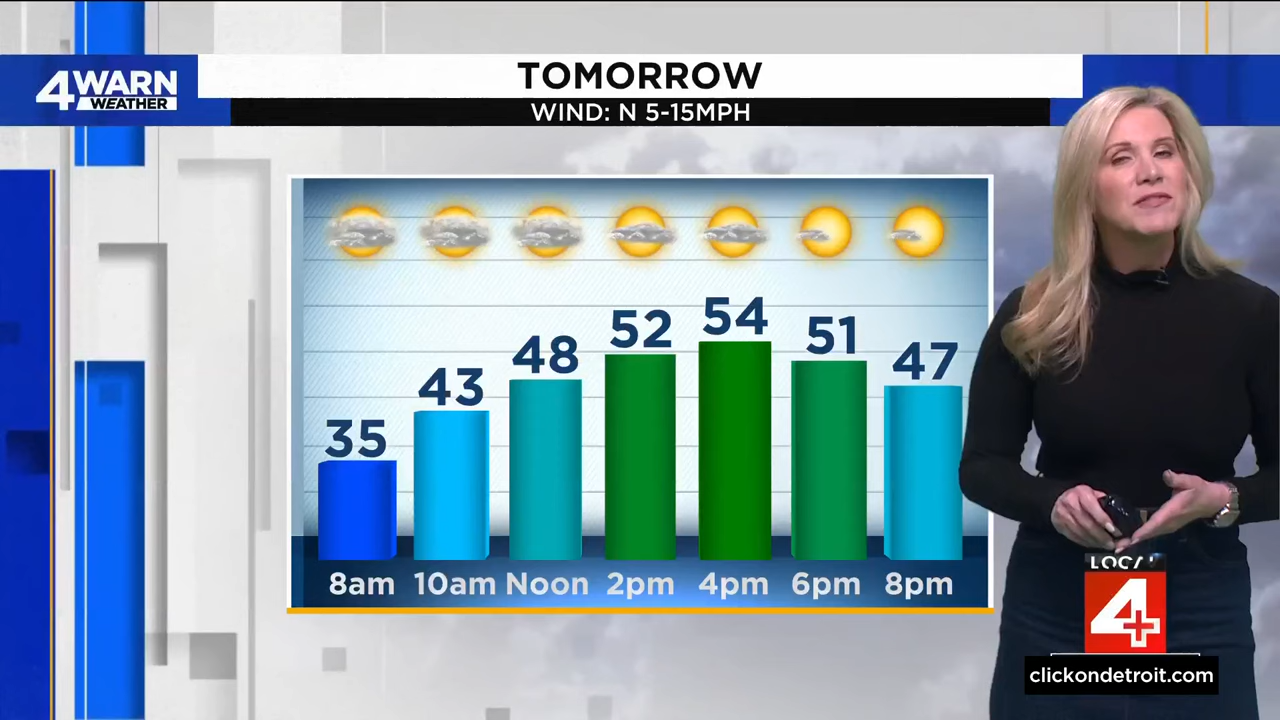 4WARN
WEATHER
TOMORROW
WIND: N 5-15MPH
35 43 48 52 54 51 47
8am 10am Noon 2pm 4pm 6pm 8pm
LOCAL
4+
clickondetroit.com